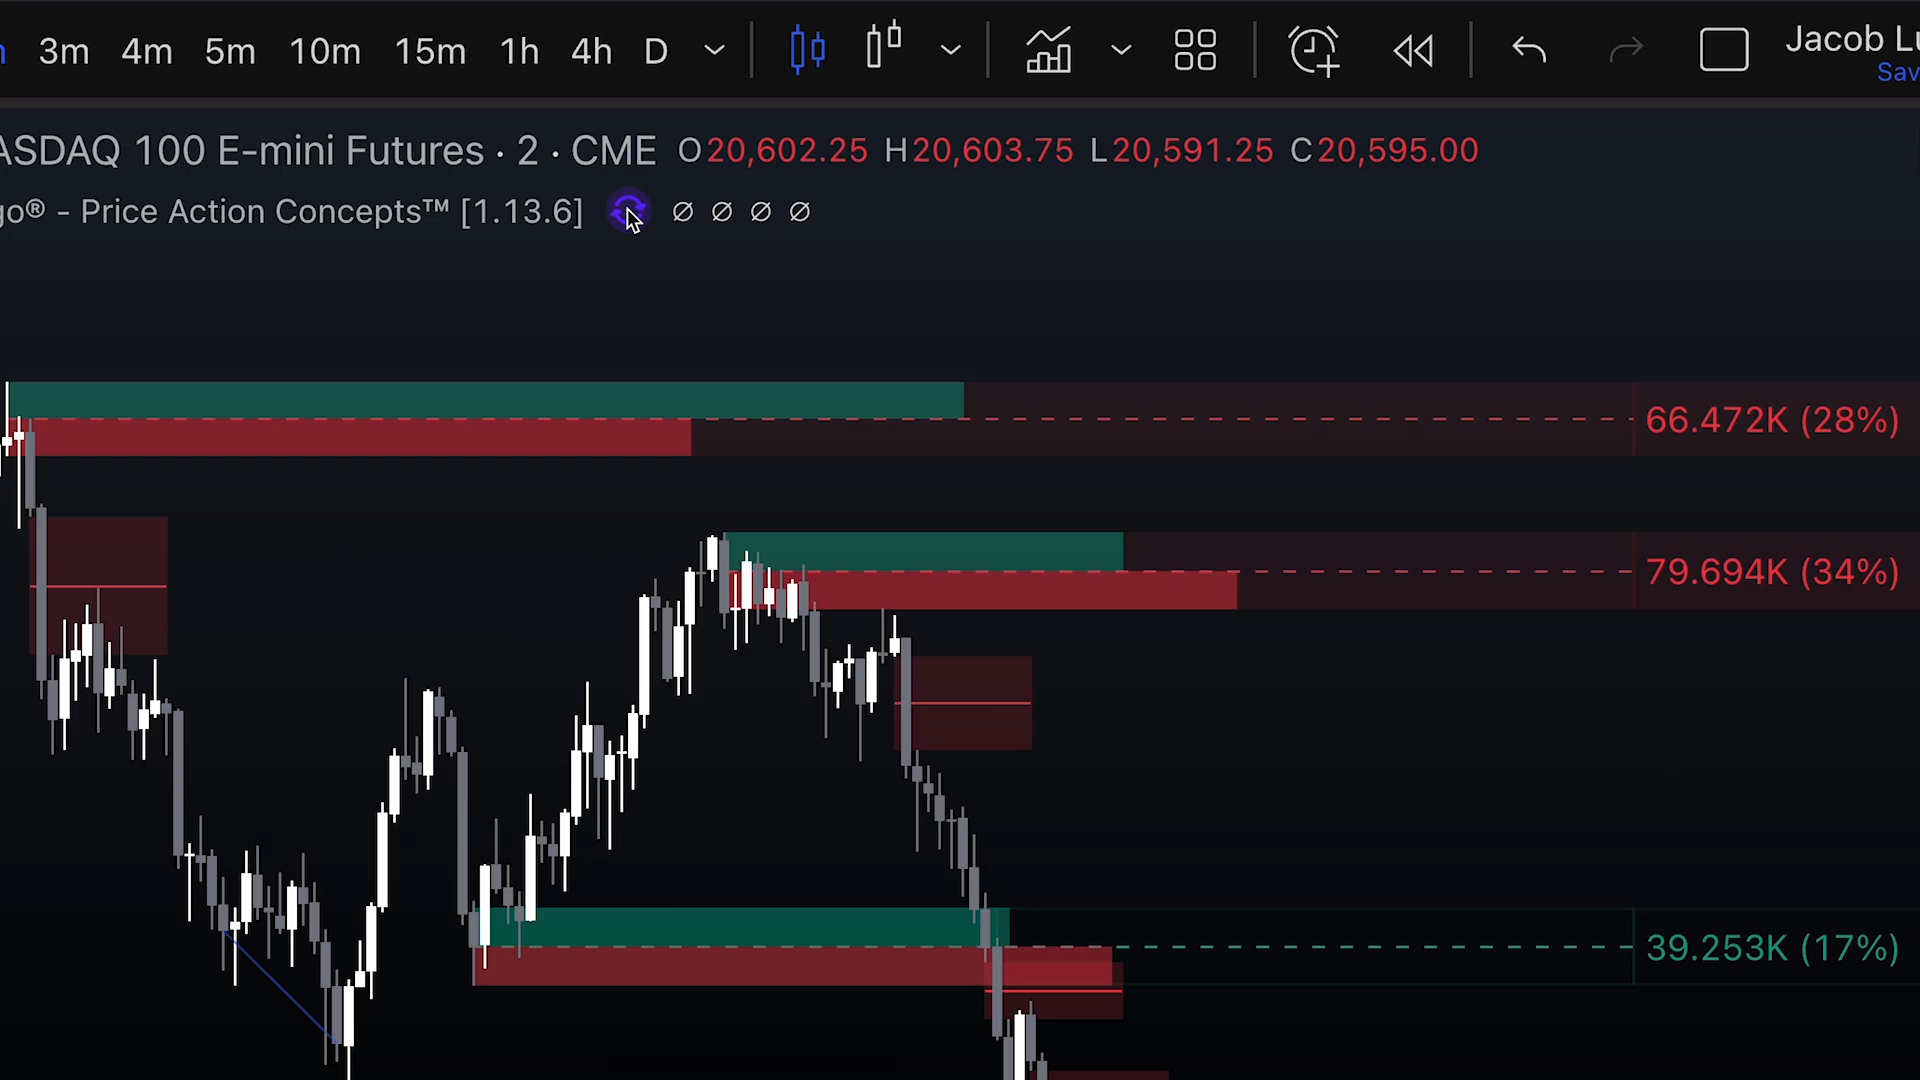 3m 4m 5m 10m 15m 1h 4h D Jacob Lu
Sav
ASDAQ 100 E-mini Futures · 2 · CME O20,602.25 H20,603.75 L20,591.25 C20,595.00
go® - Price Action Concepts™ [1.13.6] ∅ ∅ ∅ ∅
66.472K (28%)
79.694K (34%)
39.253K (17%)